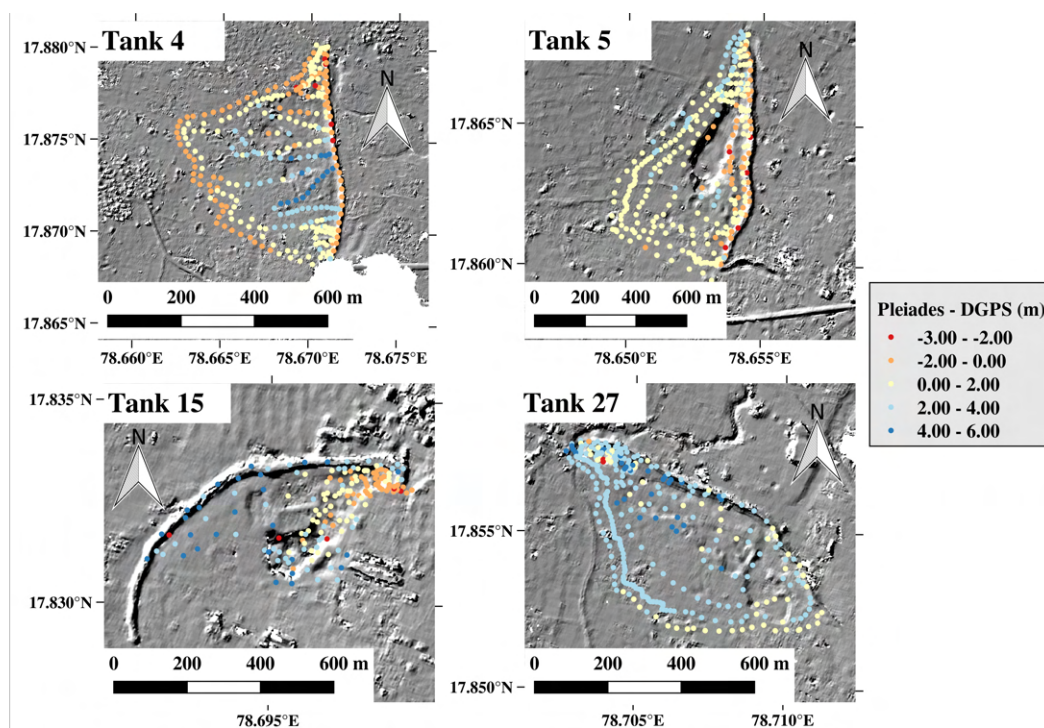 Tank 4
N
17.880°N
17.875°N
17.870°N
17.865°N
0 200 400 600 m
78.660°E 78.665°E 78.670°E 78.675°E
Tank 5
N
17.865°N
17.860°N
0 200 400 600 m
78.650°E 78.655°E
Pleiades - DGPS (m)
-3.00 - -2.00
-2.00 - 0.00
0.00 - 2.00
2.00 - 4.00
4.00 - 6.00
Tank 15
N
17.835°N
17.830°N
0 200 400 600 m
78.695°E
Tank 27
N
17.855°N
17.850°N
0 200 400 600 m
78.705°E 78.710°E